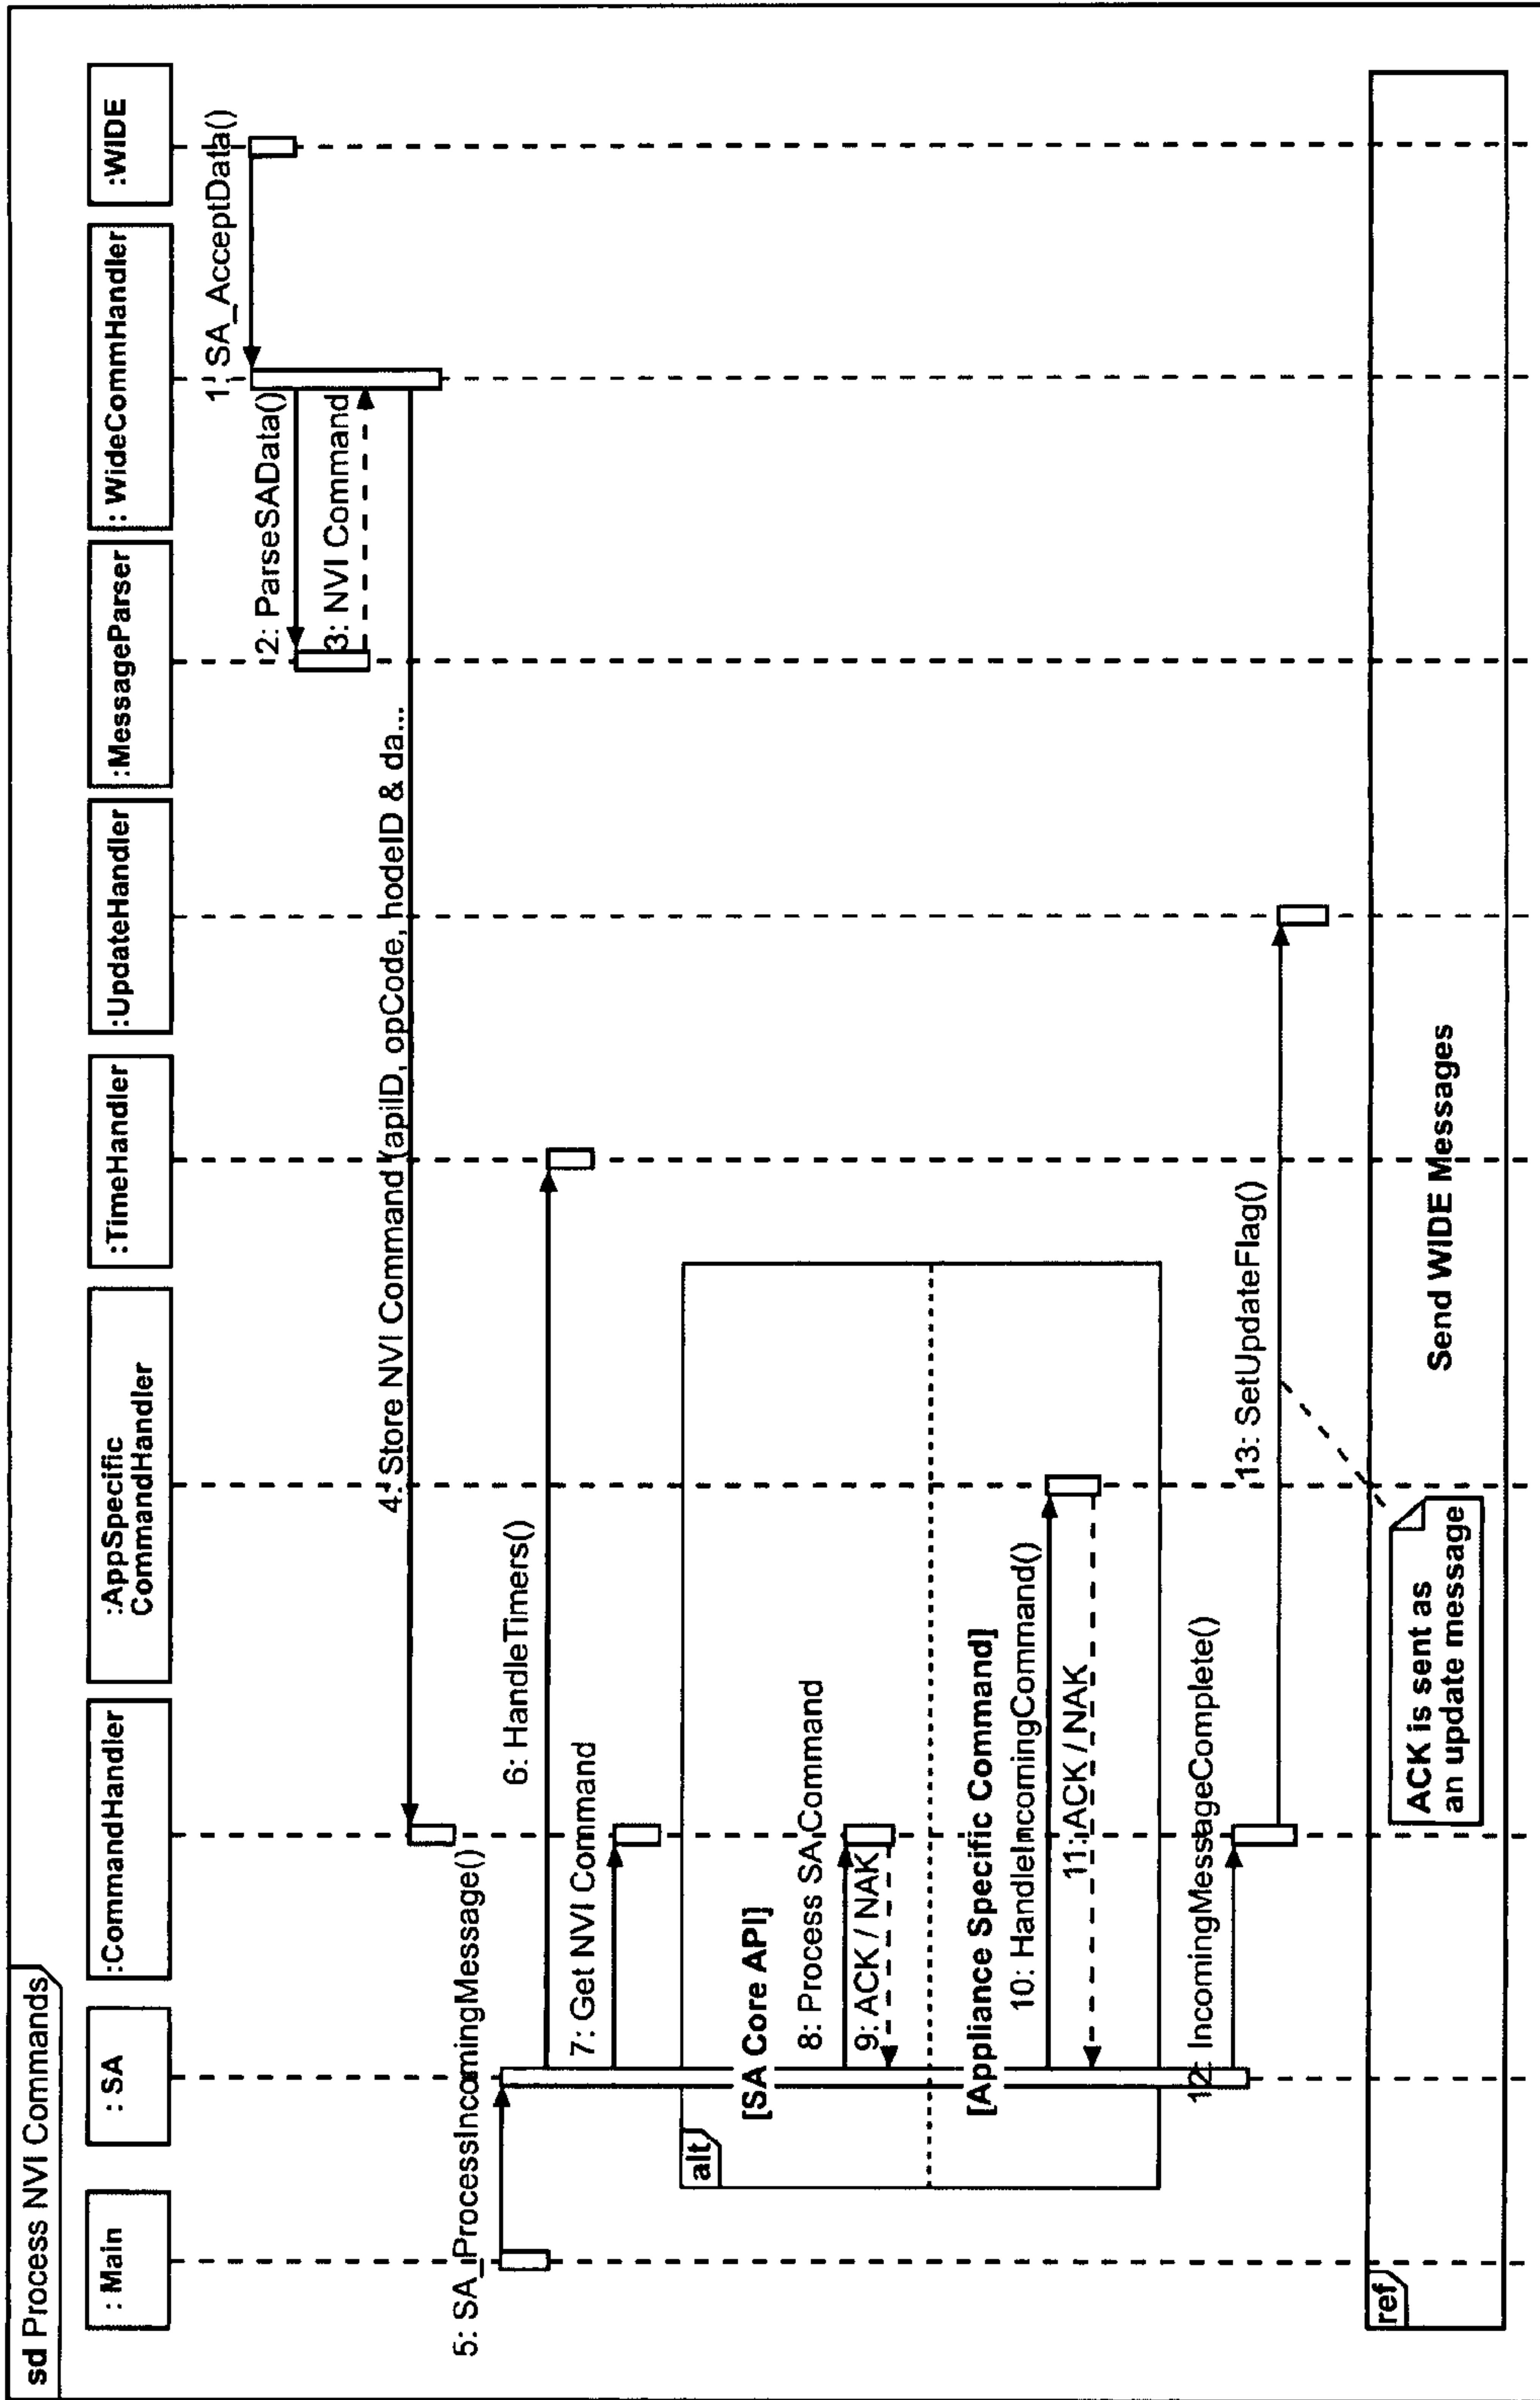 sd Process NVI Commands
: Main
: SA
:CommandHandler
:AppSpecific
CommandHandler
:TimeHandler
:UpdateHandler
:MessageParser
: WideCommHandler
:WIDE
1: SA_AcceptData()
2: ParseSAData()
3: NVI Command
4: Store NVI Command (apiID, opCode, nodeID & da...
5: SA_ProcessIncomingMessage()
6: HandleTimers()
7: Get NVI Command
alt
[SA Core API]
8: Process SA Command
9: ACK / NAK
[Appliance Specific Command]
10: HandleIncomingCommand()
11: ACK / NAK
12: IncomingMessageComplete()
13: SetUpdateFlag()
ref
ACK is sent as
an update message
Send WIDE Messages